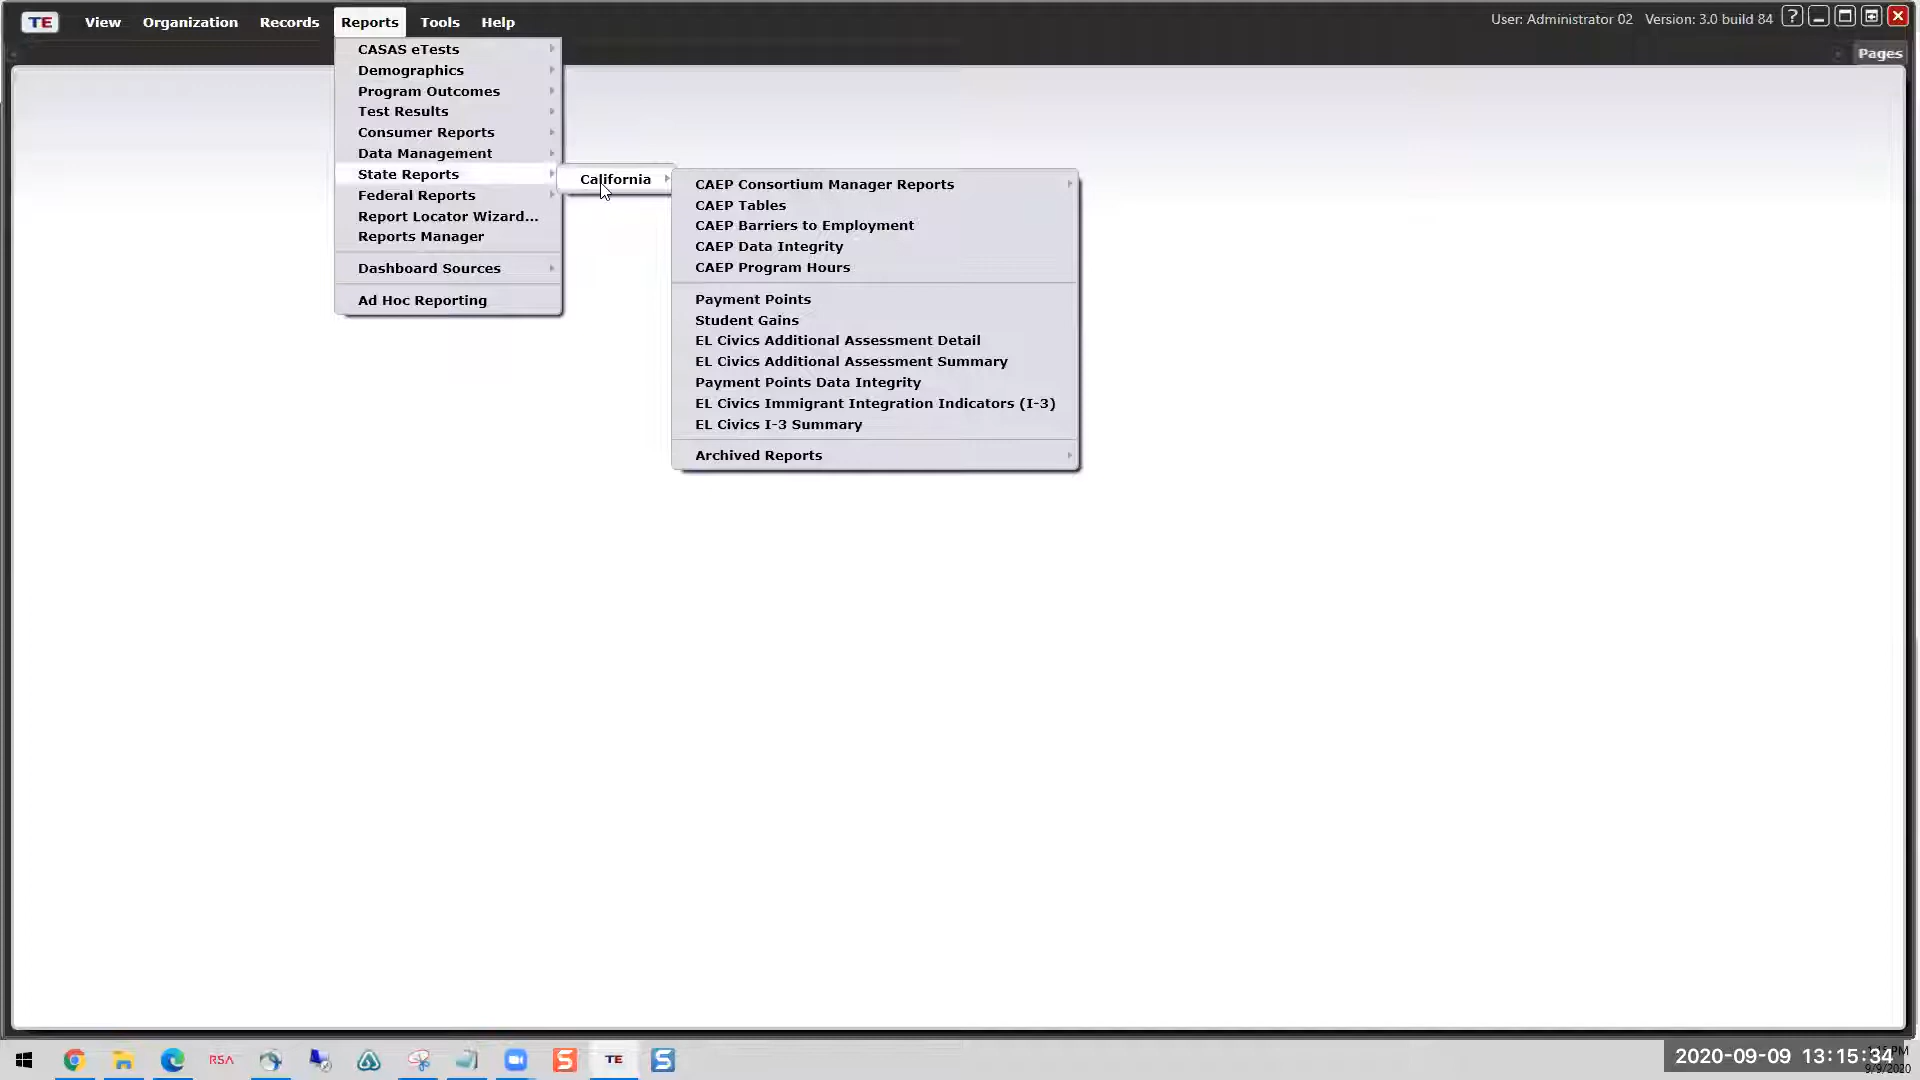 TE View Organization Records Reports Tools Help User: Administrator 02 Version: 3.0 build 84 ?
Pages
CASAS eTests
Demographics
Program Outcomes
Test Results
Consumer Reports
Data Management
State Reports
Federal Reports
Report Locator Wizard...
Reports Manager
Dashboard Sources
Ad Hoc Reporting
California
CAEP Consortium Manager Reports
CAEP Tables
CAEP Barriers to Employment
CAEP Data Integrity
CAEP Program Hours
Payment Points
Student Gains
EL Civics Additional Assessment Detail
EL Civics Additional Assessment Summary
Payment Points Data Integrity
EL Civics Immigrant Integration Indicators (I-3)
EL Civics I-3 Summary
Archived Reports
RSA S TE S
2020-09-09 13:15:34
9/9/2020